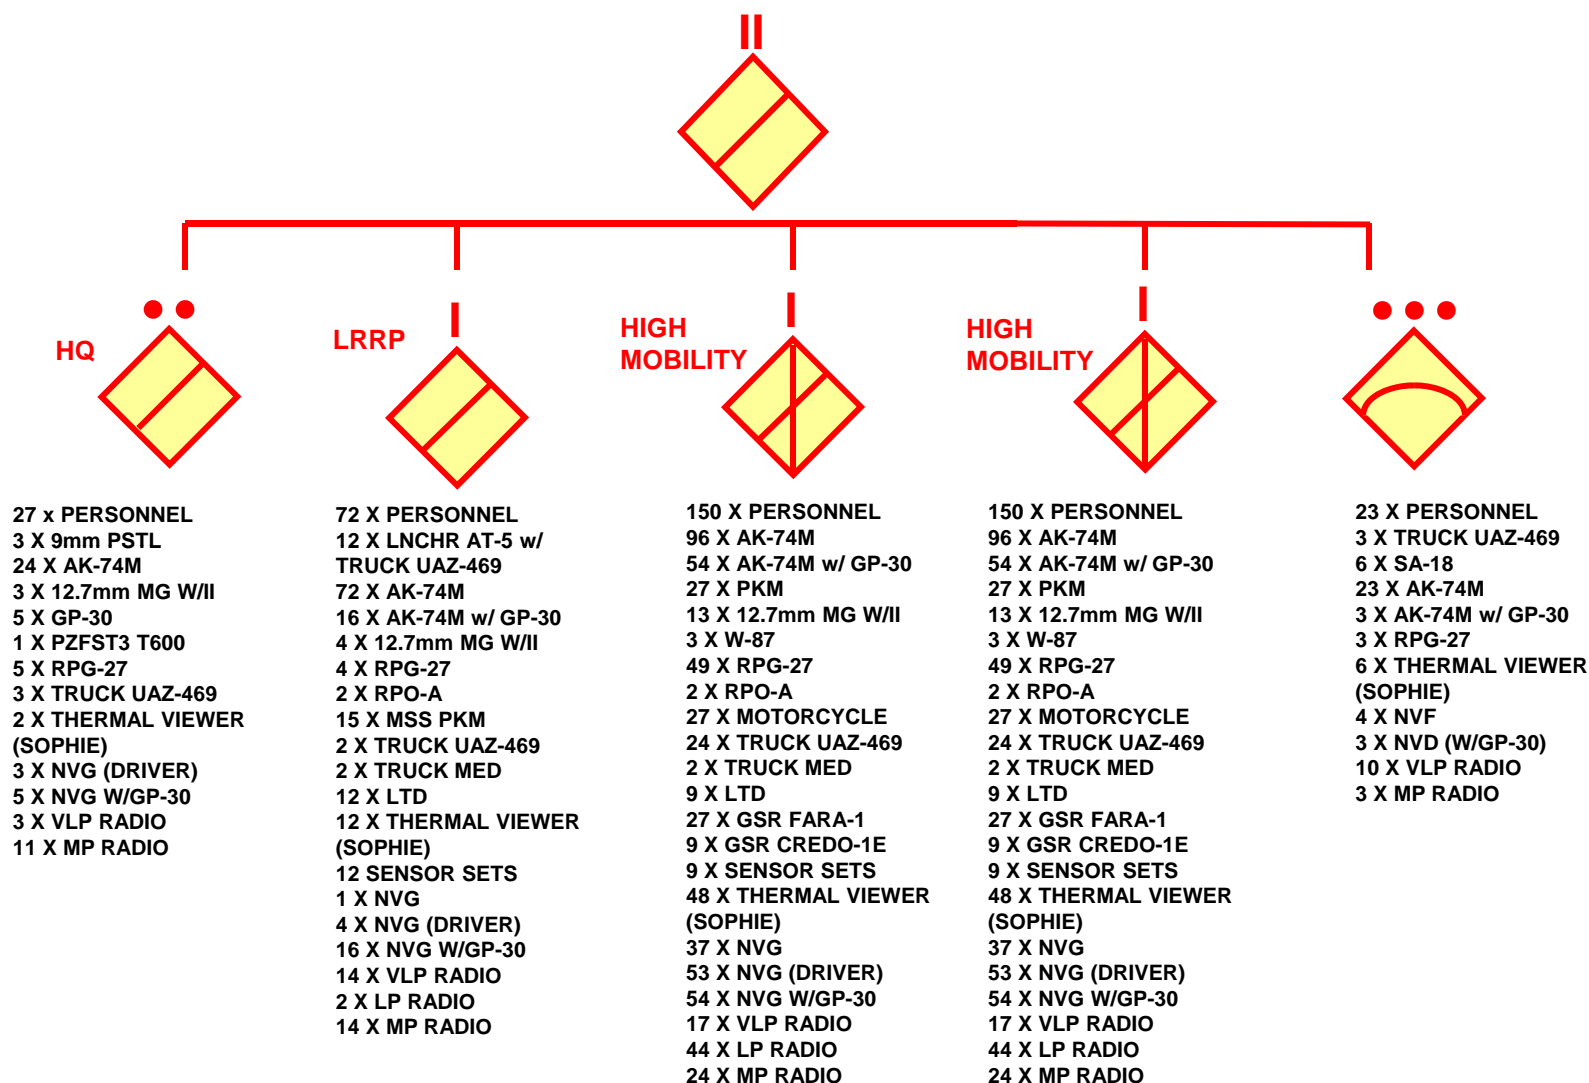 HQ
27 x PERSONNEL
3 X 9mm PSTL
24 X AK-74M
3 X 12.7mm MG W/II
5 X GP-30
1 X PZFST3 T600
5 X RPG-27
3 X TRUCK UAZ-469
2 X THERMAL VIEWER
(SOPHIE)
3 X NVG (DRIVER)
5 X NVG W/GP-30
3 X VLP RADIO
11 X MP RADIO
LRRP
72 X PERSONNEL
12 X LNCHR AT-5 w/
TRUCK UAZ-469
72 X AK-74M
16 X AK-74M w/ GP-30
4 X 12.7mm MG W/II
4 X RPG-27
2 X RPO-A
15 X MSS PKM
2 X TRUCK UAZ-469
2 X TRUCK MED
12 X LTD
12 X THERMAL VIEWER
(SOPHIE)
12 SENSOR SETS
1 X NVG
4 X NVG (DRIVER)
16 X NVG W/GP-30
14 X VLP RADIO
2 X LP RADIO
14 X MP RADIO
HIGH
MOBILITY
150 X PERSONNEL
96 X AK-74M
54 X AK-74M w/ GP-30
27 X PKM
13 X 12.7mm MG W/II
3 X W-87
49 X RPG-27
2 X RPO-A
27 X MOTORCYCLE
24 X TRUCK UAZ-469
2 X TRUCK MED
9 X LTD
27 X GSR FARA-1
9 X GSR CREDO-1E
9 X SENSOR SETS
48 X THERMAL VIEWER
(SOPHIE)
37 X NVG
53 X NVG (DRIVER)
54 X NVG W/GP-30
17 X VLP RADIO
44 X LP RADIO
24 X MP RADIO
HIGH
MOBILITY
150 X PERSONNEL
96 X AK-74M
54 X AK-74M w/ GP-30
27 X PKM
13 X 12.7mm MG W/II
3 X W-87
49 X RPG-27
2 X RPO-A
27 X MOTORCYCLE
24 X TRUCK UAZ-469
2 X TRUCK MED
9 X LTD
27 X GSR FARA-1
9 X GSR CREDO-1E
9 X SENSOR SETS
48 X THERMAL VIEWER
(SOPHIE)
37 X NVG
53 X NVG (DRIVER)
54 X NVG W/GP-30
17 X VLP RADIO
44 X LP RADIO
24 X MP RADIO
23 X PERSONNEL
3 X TRUCK UAZ-469
6 X SA-18
23 X AK-74M
3 X AK-74M w/ GP-30
3 X RPG-27
6 X THERMAL VIEWER
(SOPHIE)
4 X NVF
3 X NVD (W/GP-30)
10 X VLP RADIO
3 X MP RADIO